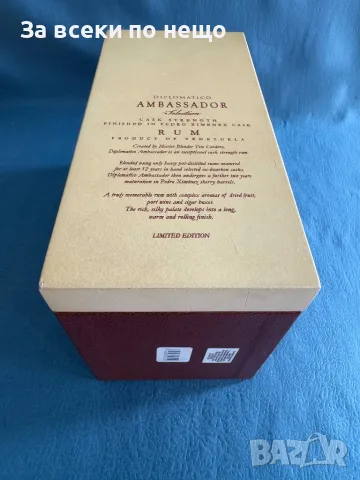 За всеки по нещо
DIPLOMATICO
AMBASSADOR
Selection
CASK STRENGTH
FINISHED IN PEDRO XIMENEZ CASK
RUM
PRODUCT OF VENEZUELA
Created by Master Blender Tito Cordero,
Diplomatico Ambassador is an exceptional cask strength rum.
Blended using only heavy pot-distilled rums matured
for at least 12 years in hand selected ex-bourbon casks.
Diplomatico Ambassador then undergoes a further two years
maturation in Pedro Ximenez sherry barrels.
A truly memorable rum with complex aromas of dried fruit,
port wine and cigar boxes.
The rich, silky palate develops into a long,
warm and rolling finish.
LIMITED EDITION
BAZAR
bg